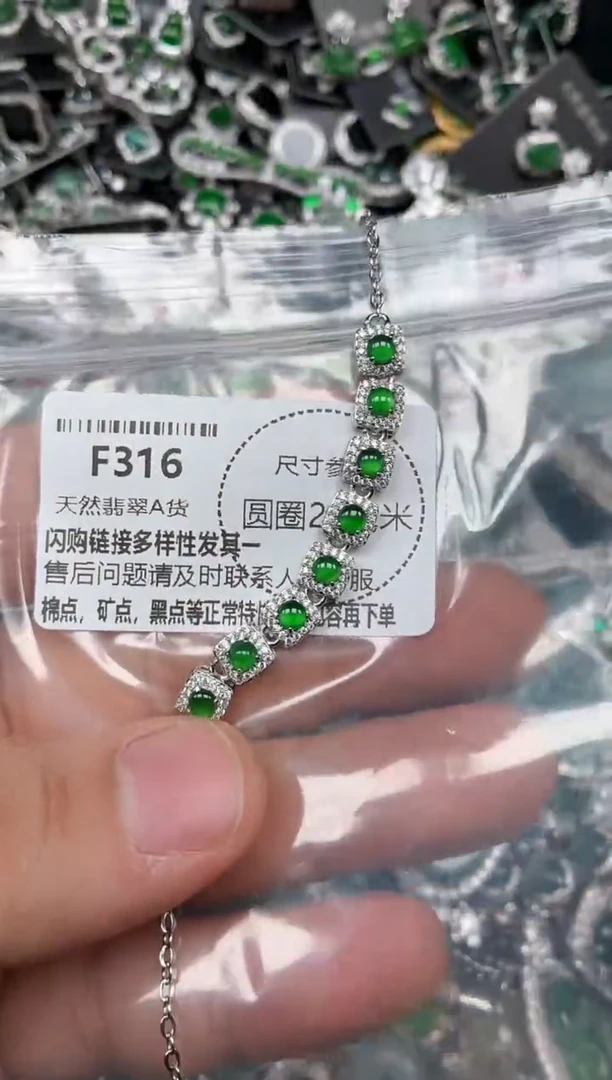 F316
天然翡翠A货
尺寸参
圆圈2 米
闪购链接多样性发其一
售后问题请及时联系人 服
棉点，矿点，黑点等正常特 容再下单